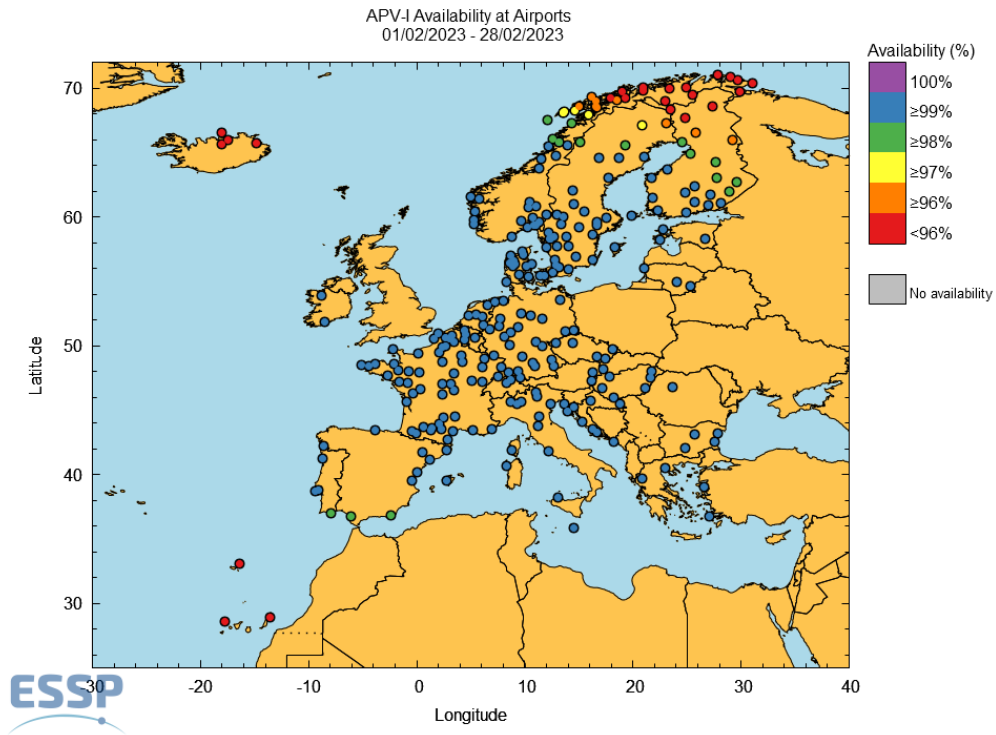 APV-I Availability at Airports
01/02/2023 - 28/02/2023
Availability (%)
100%
≥99%
≥98%
≥97%
≥96%
<96%
No availability
70
60
50
40
30
Latitude
-30 -20 -10 0 10 20 30 40
Longitude
ESSP